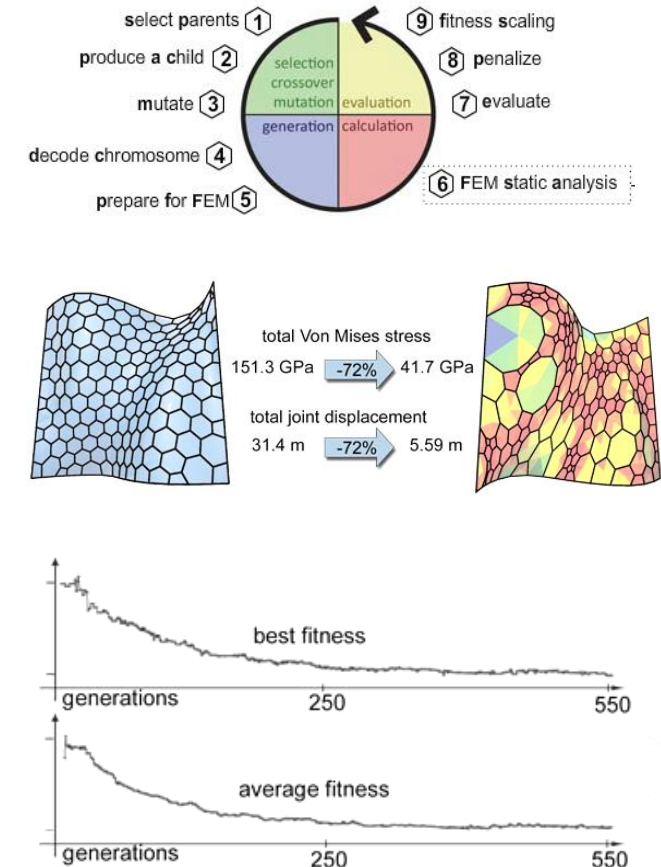 select parents 1
produce a child 2
mutate 3
decode chromosome 4
prepare for FEM 5
selection
crossover
mutation
evaluation
generation
calculation
9 fitness scaling
8 penalize
7 evaluate
6 FEM static analysis
total Von Mises stress
151.3 GPa -72% 41.7 GPa
total joint displacement
31.4 m -72% 5.59 m
best fitness
generations 250 550
average fitness
generations 250 550